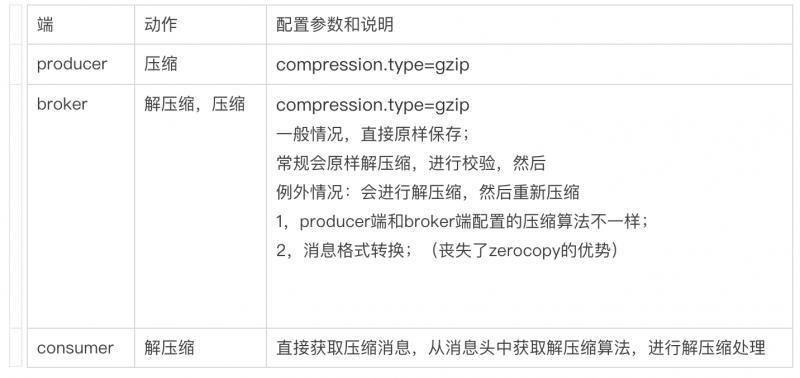 端 动作 配置参数和说明
producer 压缩 compression.type=gzip
broker 解压缩，压缩 compression.type=gzip
一般情况，直接原样保存；
常规会原样解压缩，进行校验，然后
例外情况：会进行解压缩，然后重新压缩
1，producer端和broker端配置的压缩算法不一样；
2，消息格式转换；（丧失了zerocopy的优势）
consumer 解压缩 直接获取压缩消息，从消息头中获取解压缩算法，进行解压缩处理